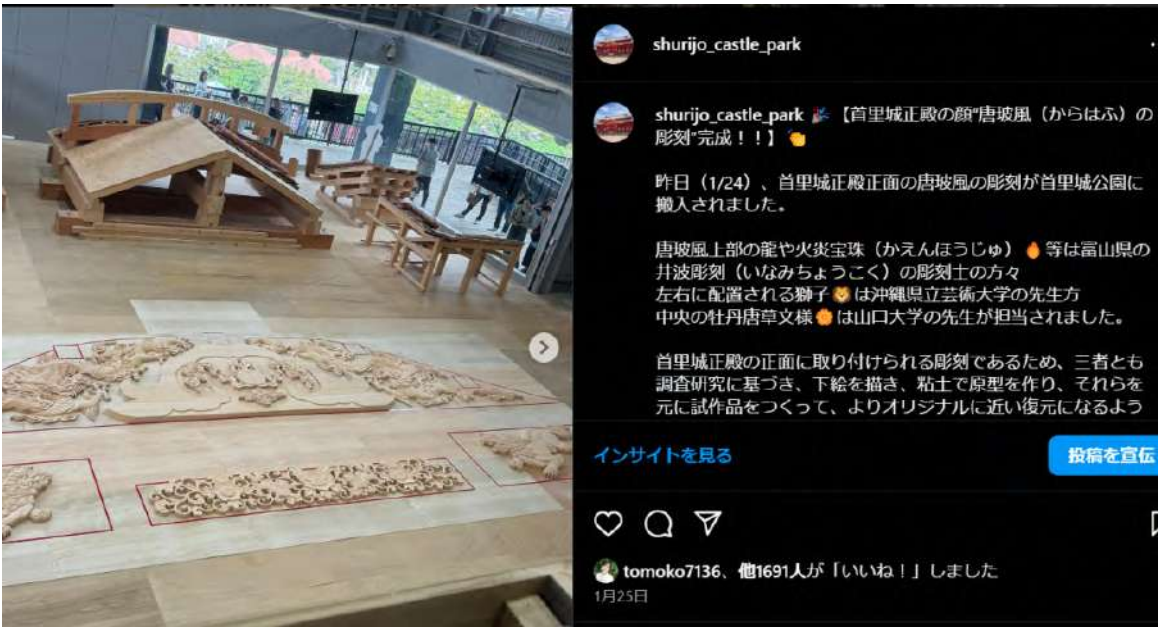 shurijo_castle_park
shurijo_castle_park 🎉 【首里城正殿の顔"唐玻風（からはふ）の
彫刻"完成！！】👏
昨日（1/24）、首里城正殿正面の唐玻風の彫刻が首里城公園に
搬入されました。
唐玻風上部の龍や火炎宝珠（かえんほうじゅ）🔥等は富山県の
井波彫刻（いなみちょうこく）の彫刻士の方々
左右に配置される獅子🦁は沖縄県立芸術大学の先生方
中央の牡丹唐草文様🌼は山口大学の先生が担当されました。
首里城正殿の正面に取り付けられる彫刻であるため、三者とも
調査研究に基づき、下絵を描き、粘土で原型を作り、それらを
元に試作品をつくって、よりオリジナルに近い復元になるよう
インサイトを見る
投稿を宣伝
tomoko7136、他1691人が「いいね！」しました
1月25日